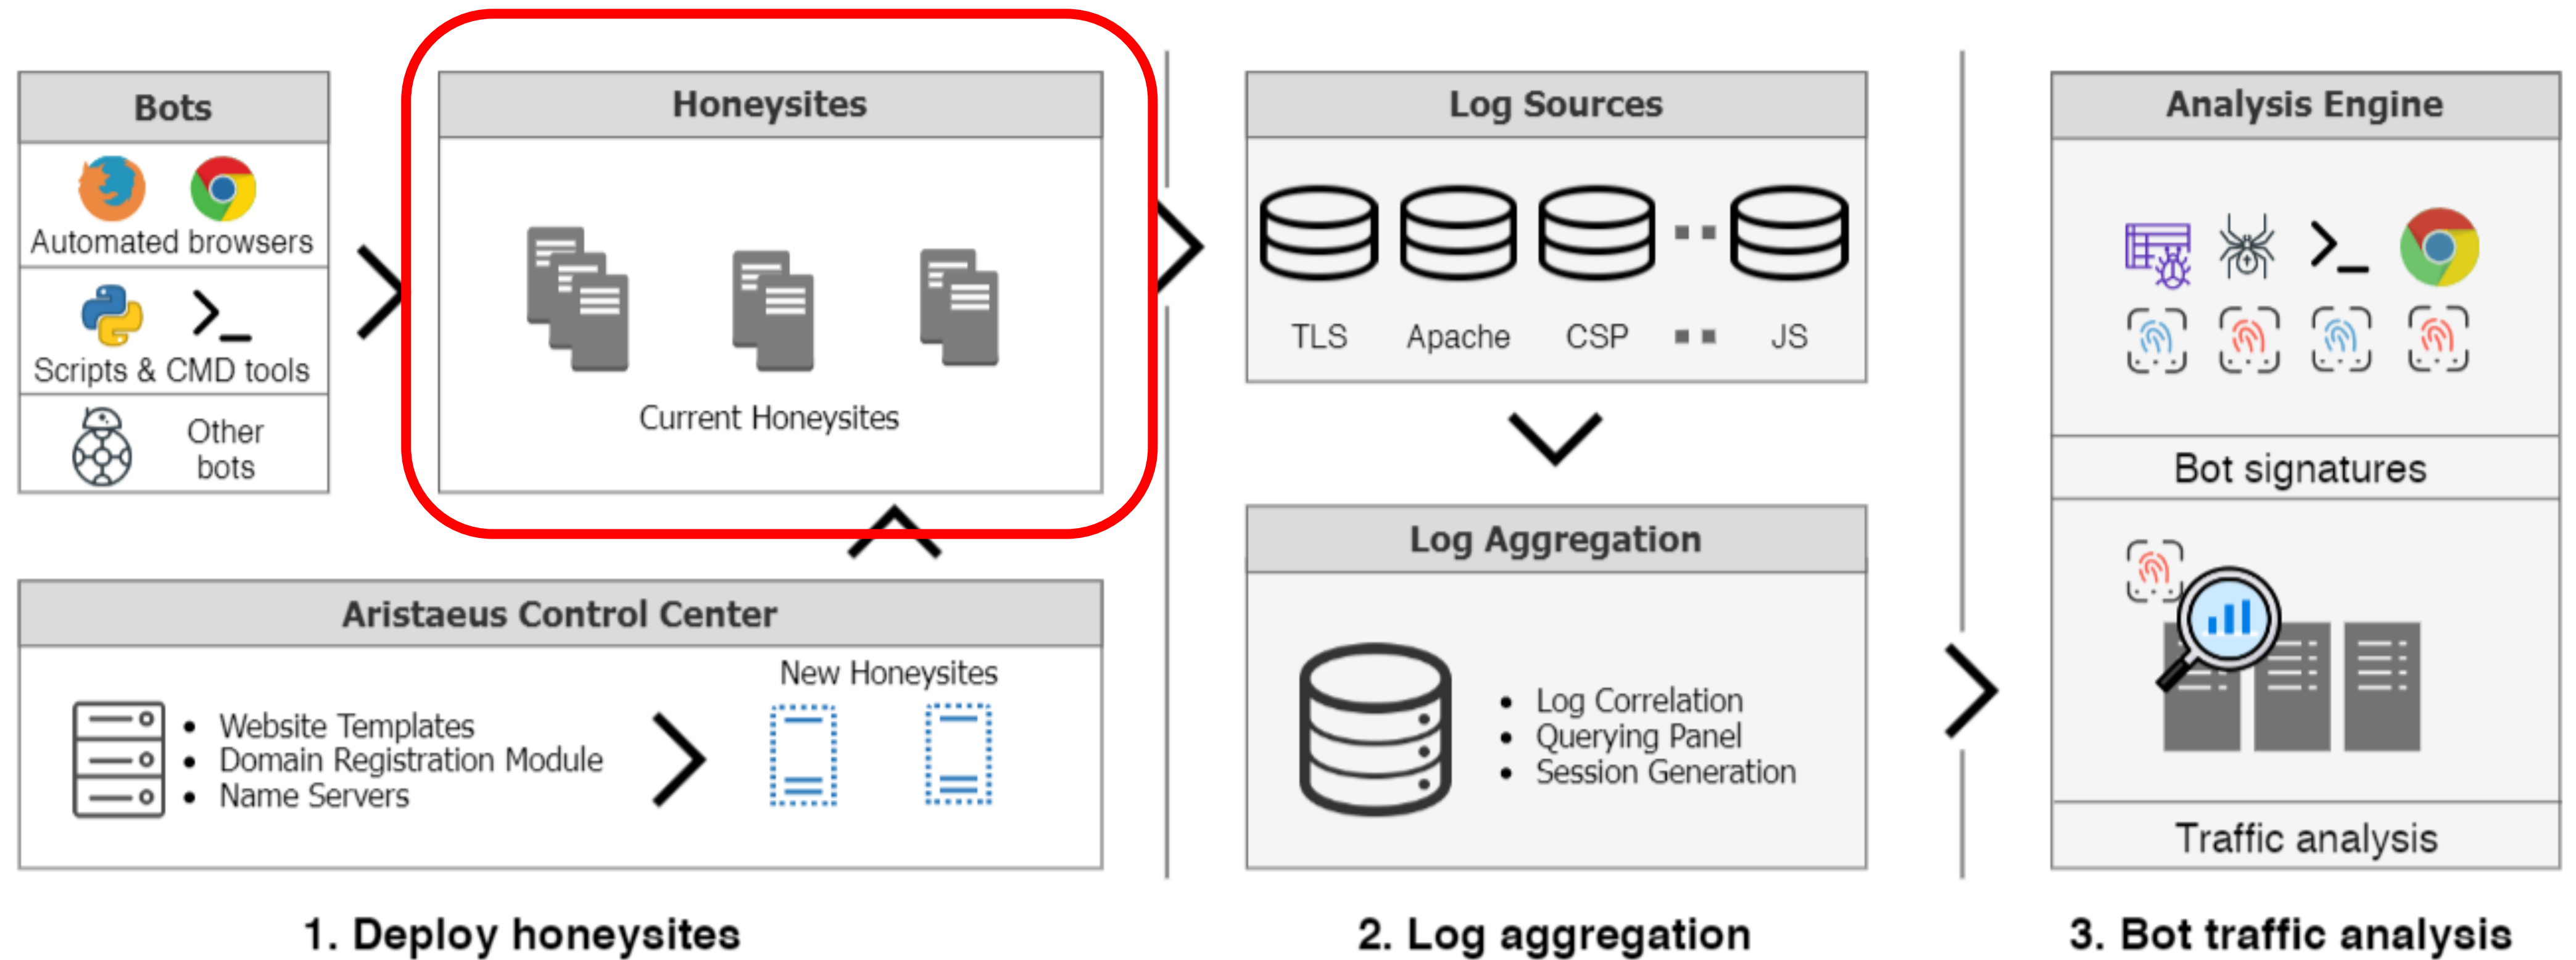 Bots
Automated browsers
Scripts & CMD tools
Other
bots
Honeysites
Current Honeysites
Aristaeus Control Center
• Website Templates
• Domain Registration Module
• Name Servers
New Honeysites
1. Deploy honeysites
Log Sources
TLS
Apache
CSP
JS
Log Aggregation
• Log Correlation
• Querying Panel
• Session Generation
2. Log aggregation
Analysis Engine
Bot signatures
Traffic analysis
3. Bot traffic analysis